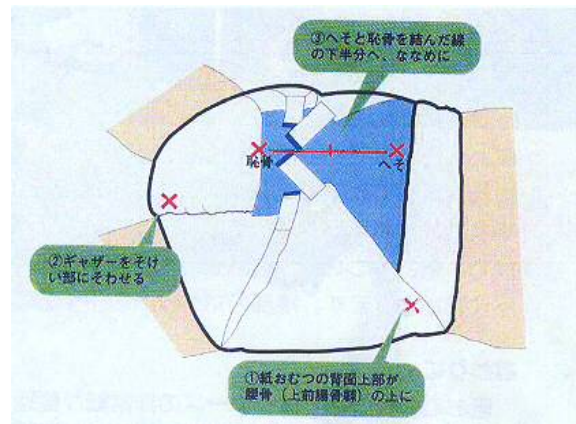 ③へそと恥骨を結んだ線
の下半分へ、ななめに
恥骨
へそ
②ギャザーをそけ
い部にそわせる
①紙おむつの背面上部が
腰骨（上前腸骨棘）の上に